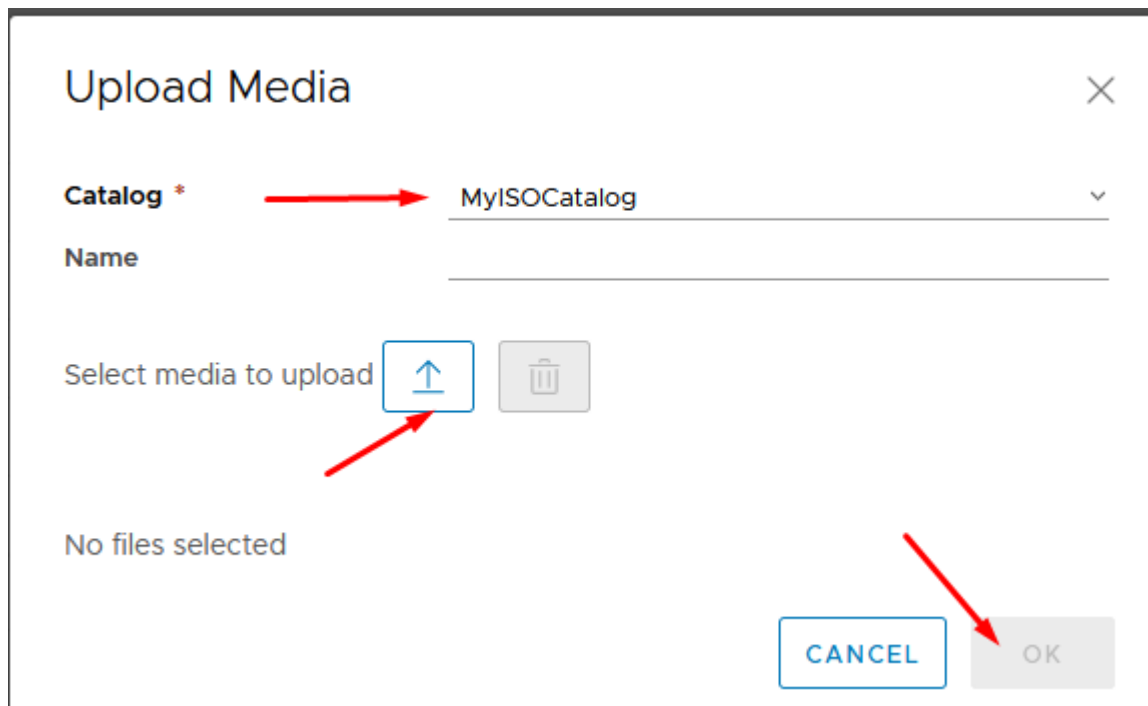 Upload Media
Catalog * MyISOCatalog
Name
Select media to upload
No files selected
CANCEL OK